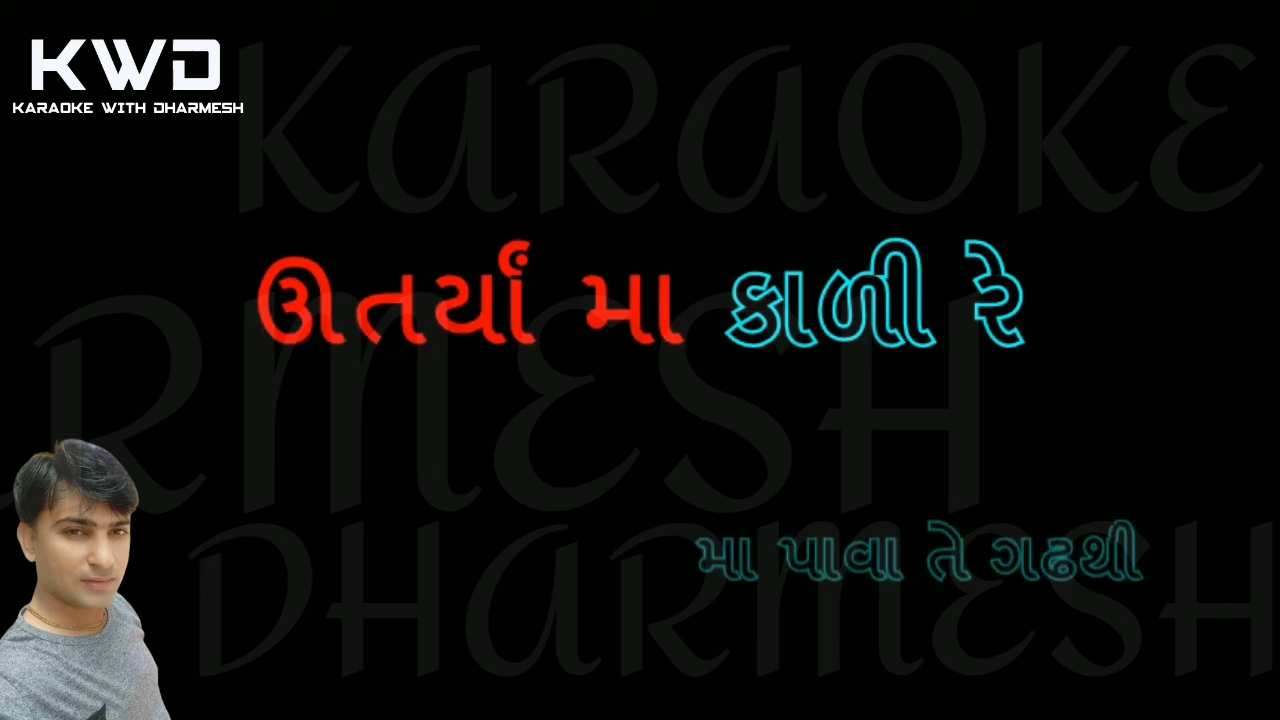 KWD
KARAOKE WITH DHARMESH
KARAOKE
ઊતર્યાં મા કાળી રે
RMESH
મા પાવા તે ગઢથી
DHARMESH